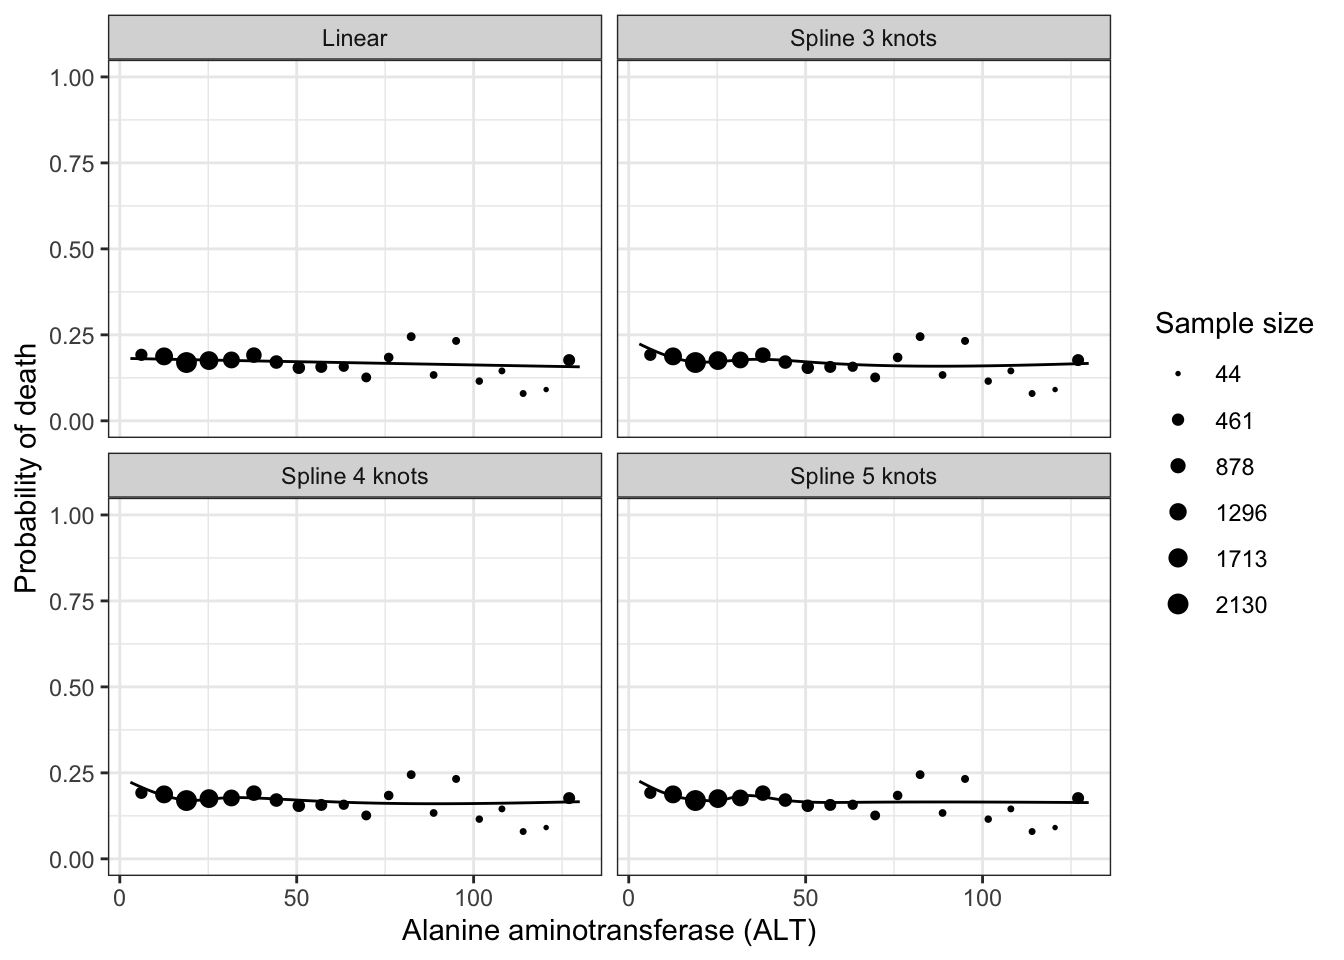 Linear
Spline 3 knots
1.00
0.75
0.50
0.25
0.00
Spline 4 knots
Spline 5 knots
1.00
0.75
0.50
0.25
0.00
0 50 100
0 50 100
Alanine aminotransferase (ALT)
Probability of death
Sample size
44
461
878
1296
1713
2130